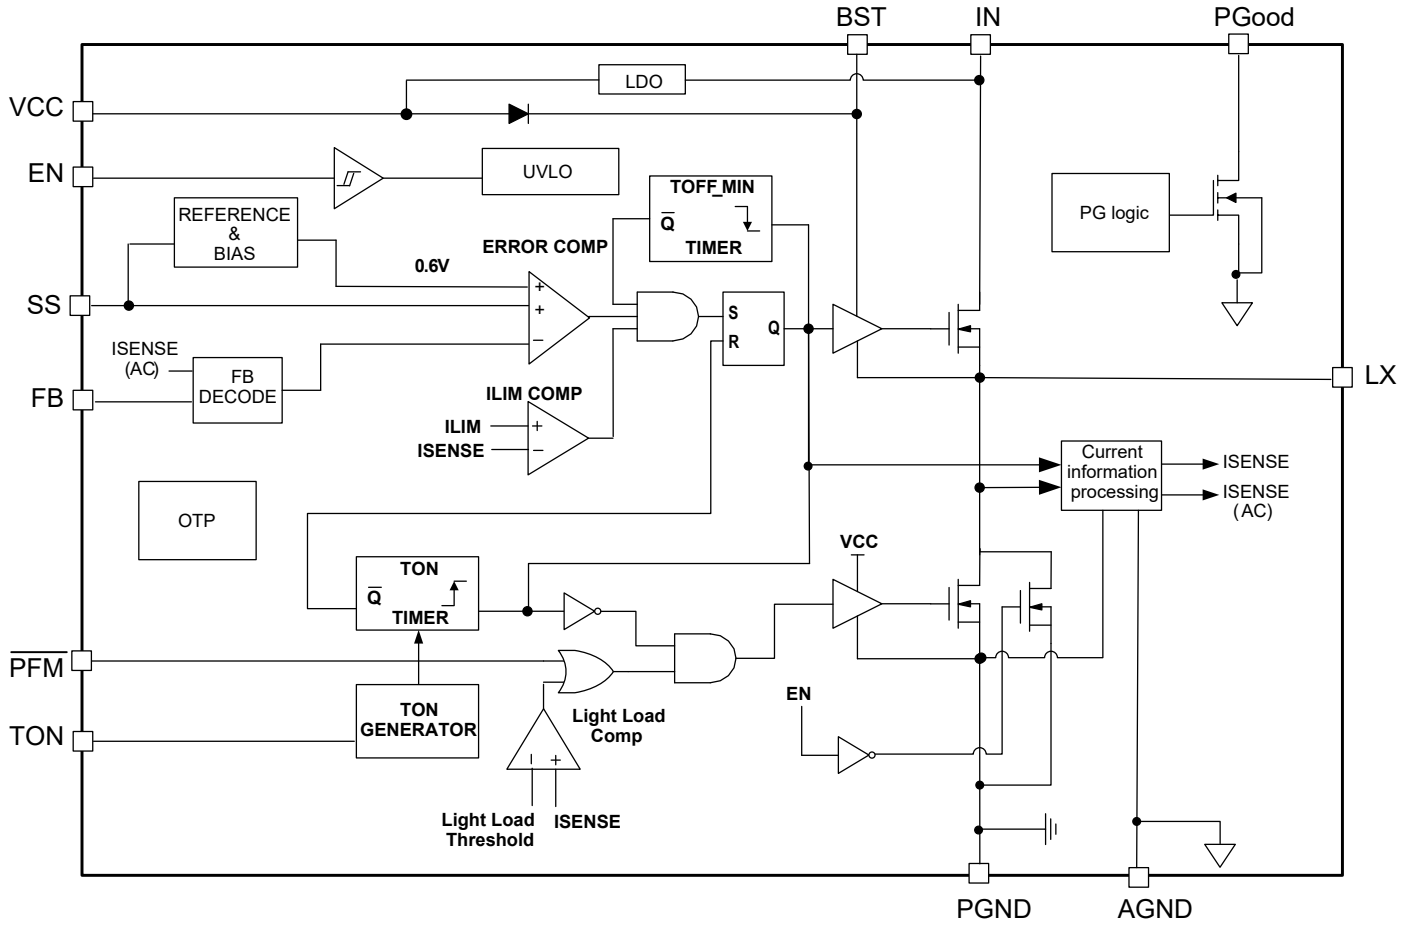 BST
IN
PGood
LDO
VCC
EN
UVLO
TOFF_MIN
Q̅
TIMER
PG logic
REFERENCE
&
BIAS
ERROR COMP
0.6V
+
+
−
S
R
Q
SS
ISENSE
(AC)
FB
DECODE
FB
LX
ILIM COMP
ILIM
+
ISENSE
−
Current
information
processing
ISENSE
ISENSE
(AC)
OTP
VCC
TON
Q̅
TIMER
P̅F̅M̅
TON
GENERATOR
TON
Light Load
Comp
EN
− +
Light Load
Threshold
ISENSE
PGND
AGND